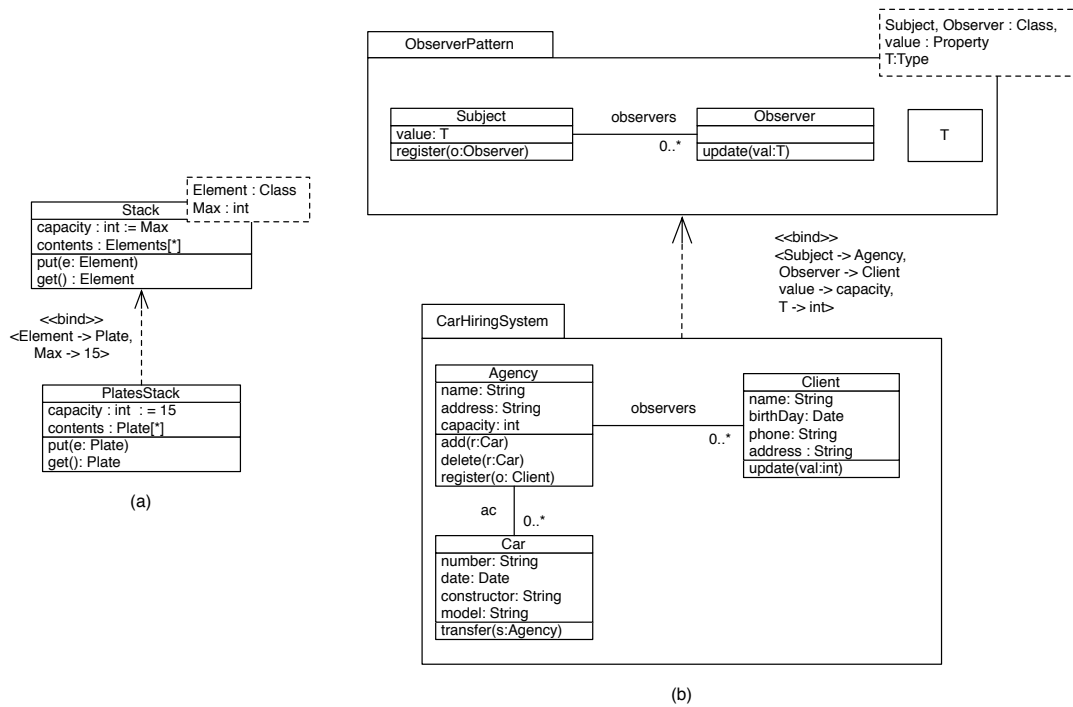 Element : Class
Max : int
Stack
capacity : int := Max
contents : Elements[*]
put(e: Element)
get() : Element
<<bind>>
<Element -> Plate,
Max -> 15>
PlatesStack
capacity : int : = 15
contents : Plate[*]
put(e: Plate)
get(): Plate
(a)
Subject, Observer : Class,
value : Property
T:Type
ObserverPattern
Subject
value: T
register(o:Observer)
observers
0..*
Observer
update(val:T)
T
<<bind>>
<Subject -> Agency,
Observer -> Client
value -> capacity,
T -> int>
CarHiringSystem
Agency
name: String
address: String
capacity: int
add(r:Car)
delete(r:Car)
register(o: Client)
observers
0..*
Client
name: String
birthDay: Date
phone: String
address : String
update(val:int)
ac
0..*
Car
number: String
date: Date
constructor: String
model: String
transfer(s:Agency)
(b)